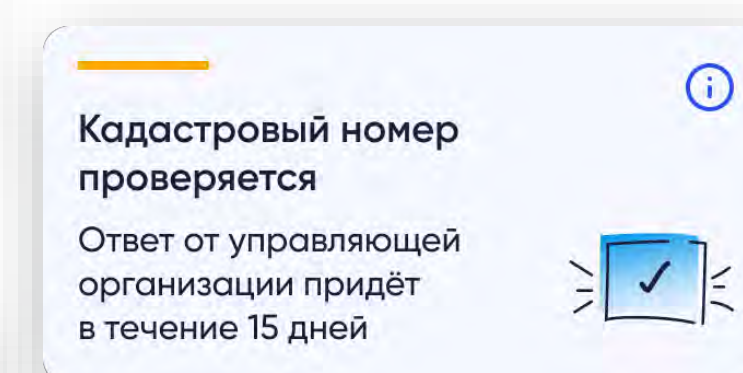 Кадастровый номер
проверяется
Ответ от управляющей
организации придёт
в течение 15 дней